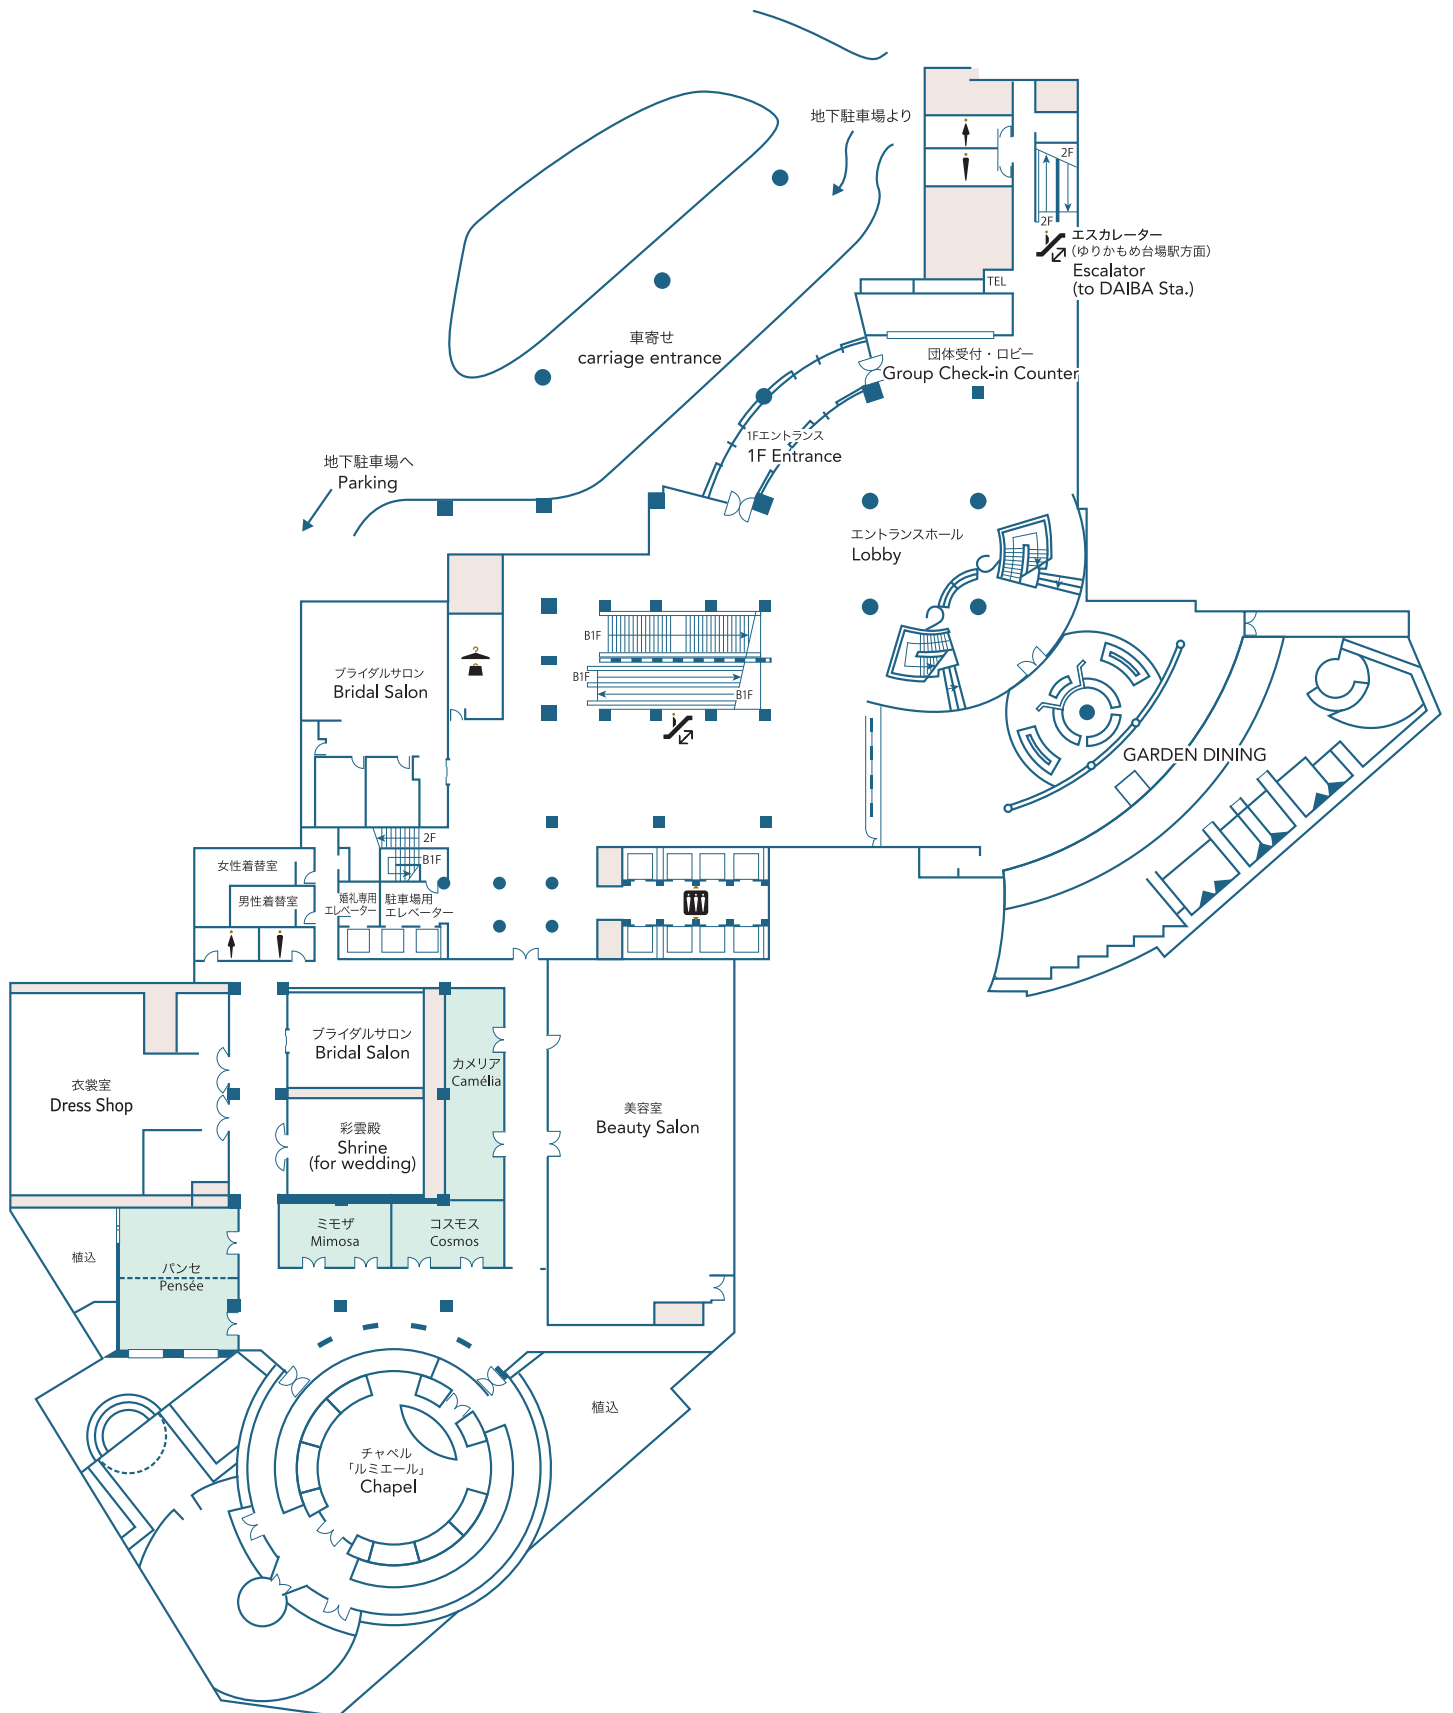 地下駐車場より
2F
2F
エスカレーター
（ゆりかもめ台場駅方面）
Escalator
(to DAIBA Sta.)
TEL
車寄せ
carriage entrance
団体受付・ロビー
Group Check-in Counter
1Fエントランス
1F Entrance
地下駐車場へ
Parking
エントランスホール
Lobby
B1F
B1F
B1F
ブライダルサロン
Bridal Salon
GARDEN DINING
2F
B1F
女性着替室
男性着替室
婚礼専用
エレベーター
駐車場用
エレベーター
ブライダルサロン
Bridal Salon
カメリア
Camélia
衣裳室
Dress Shop
彩雲殿
Shrine
(for wedding)
美容室
Beauty Salon
ミモザ
Mimosa
コスモス
Cosmos
植込
パンセ
Pensée
植込
チャペル
「ルミエール」
Chapel